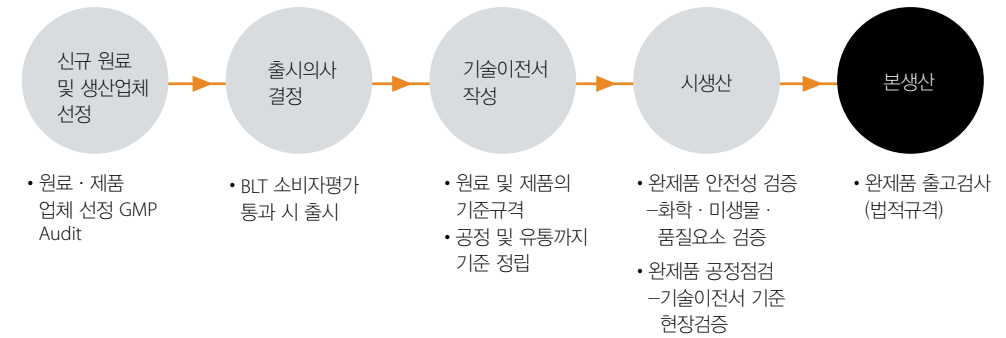 신규 원료
및 생산업체
선정
출시의사
결정
기술이전서
작성
시생산
본생산
• 원료 · 제품
업체 선정 GMP
Audit
• BLT 소비자평가
통과 시 출시
• 원료 및 제품의
기준규격
• 공정 및 유통까지
기준 정립
• 완제품 안전성 검증
–화학 · 미생물 ·
품질요소 검증
• 완제품 공정점검
–기술이전서 기준
현장검증
• 완제품 출고검사
(법적규격)